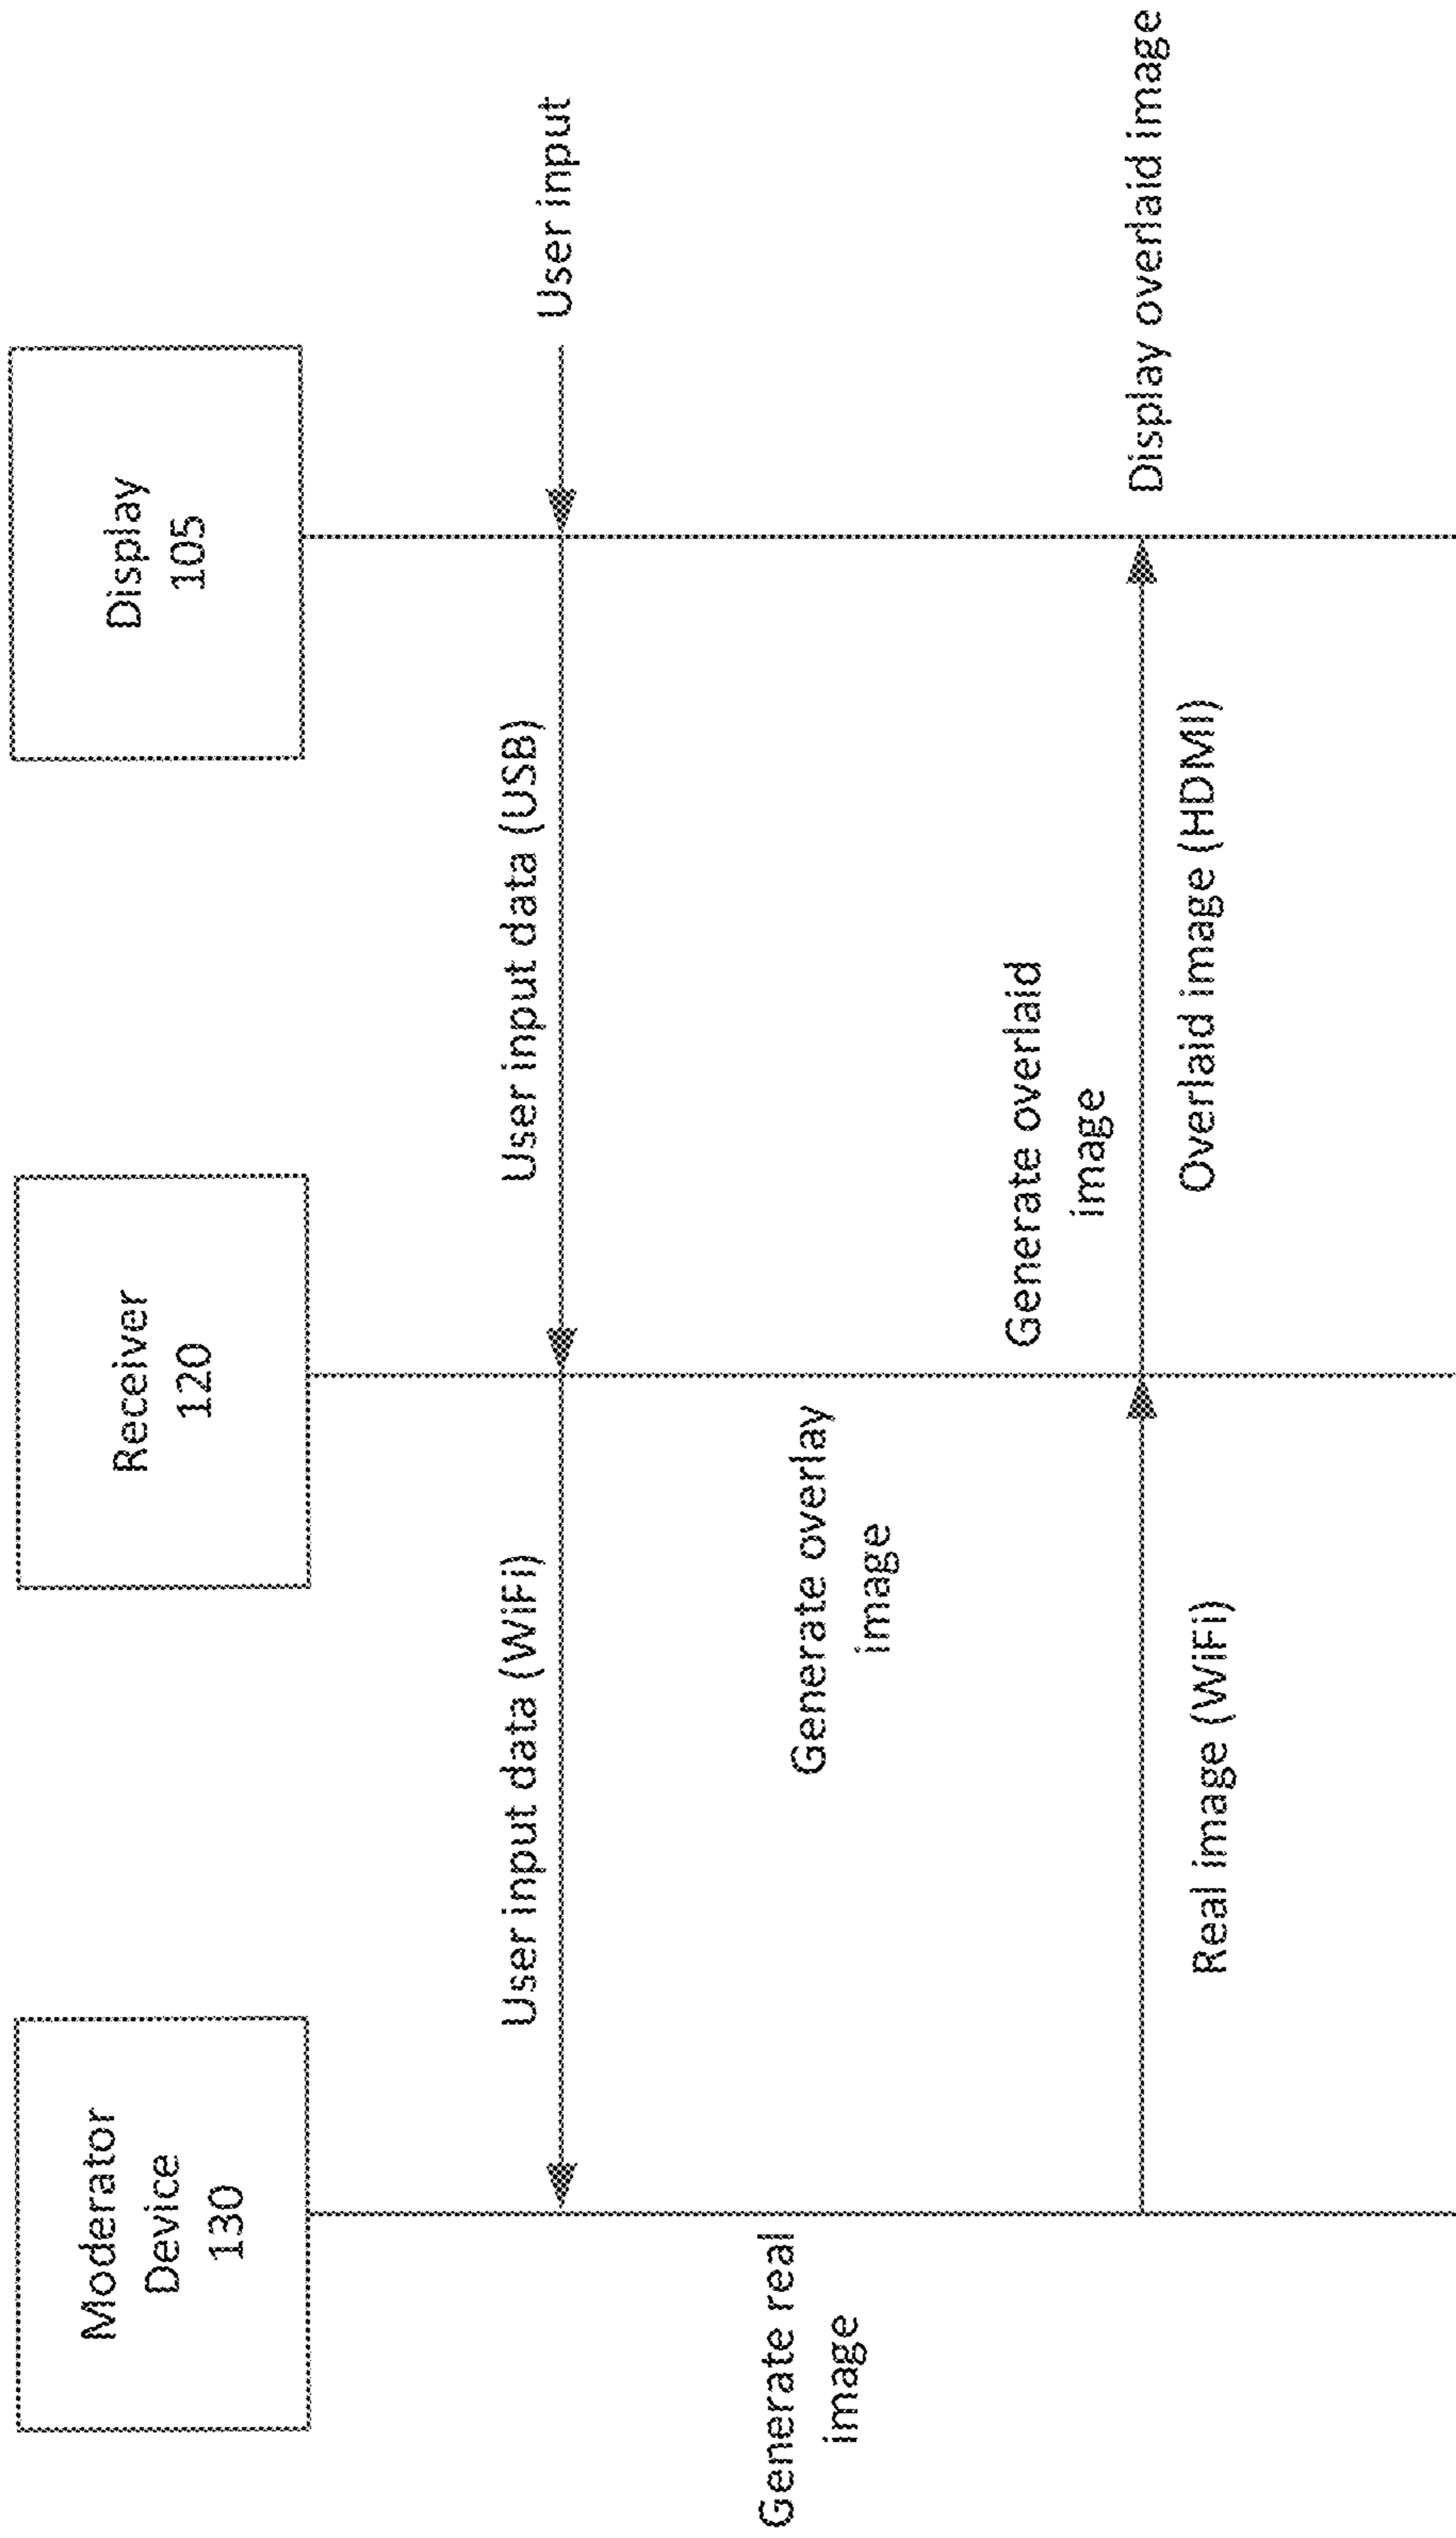 Moderator
Device
130
Receiver
120
Display
105
User input data (WiFi)
User input data (USB)
User input
Generate real
image
Generate overlay
image
Generate overlaid
image
Real image (WiFi)
Overlaid image (HDMI)
Display overlaid image